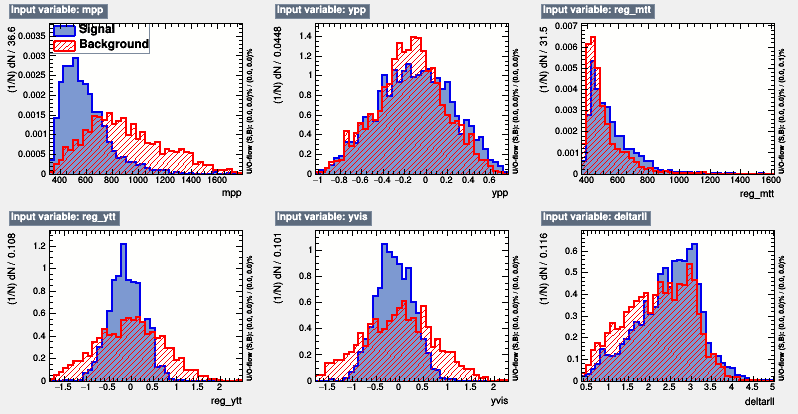 Input variable: mpp
Signal
Background
(1/N) dN / 36.6
0.0035
0.003
0.0025
0.002
0.0015
0.001
0.0005
0
400 600 800 1000 1200 1400 1600
mpp
U/O-flow (S,B): (0.0, 0.0)% / (0.0, 0.0)%
Input variable: ypp
(1/N) dN / 0.0448
1.4
1.2
1
0.8
0.6
0.4
0.2
0
−1 −0.8 −0.6 −0.4 −0.2 0 0.2 0.4 0.6
ypp
U/O-flow (S,B): (0.0, 0.0)% / (0.0, 0.0)%
Input variable: reg_mtt
(1/N) dN / 31.5
0.007
0.006
0.005
0.004
0.003
0.002
0.001
0
400 600 800 1000 1200 1400 1600
reg_mtt
U/O-flow (S,B): (0.0, 0.0)% / (0.0, 0.1)%
Input variable: reg_ytt
(1/N) dN / 0.108
1.2
1
0.8
0.6
0.4
0.2
0
−1.5 −1 −0.5 0 0.5 1 1.5 2
reg_ytt
U/O-flow (S,B): (0.0, 0.0)% / (0.0, 0.0)%
Input variable: yvis
(1/N) dN / 0.101
1
0.8
0.6
0.4
0.2
0
−1.5 −1 −0.5 0 0.5 1 1.5 2
yvis
U/O-flow (S,B): (0.0, 0.0)% / (0.0, 0.0)%
Input variable: deltarll
(1/N) dN / 0.116
0.6
0.5
0.4
0.3
0.2
0.1
0
0.5 1 1.5 2 2.5 3 3.5 4 4.5 5
deltarll
U/O-flow (S,B): (0.0, 0.0)% / (0.0, 0.0)%